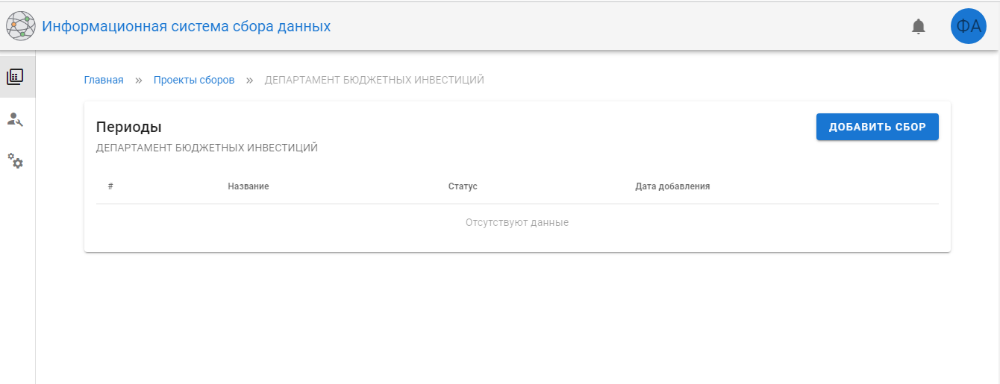 Информационная система сбора данных
ФА
Главная » Проекты сборов » ДЕПАРТАМЕНТ БЮДЖЕТНЫХ ИНВЕСТИЦИЙ
Периоды
ДОБАВИТЬ СБОР
ДЕПАРТАМЕНТ БЮДЖЕТНЫХ ИНВЕСТИЦИЙ
# Название Статус Дата добавления
Отсутствуют данные